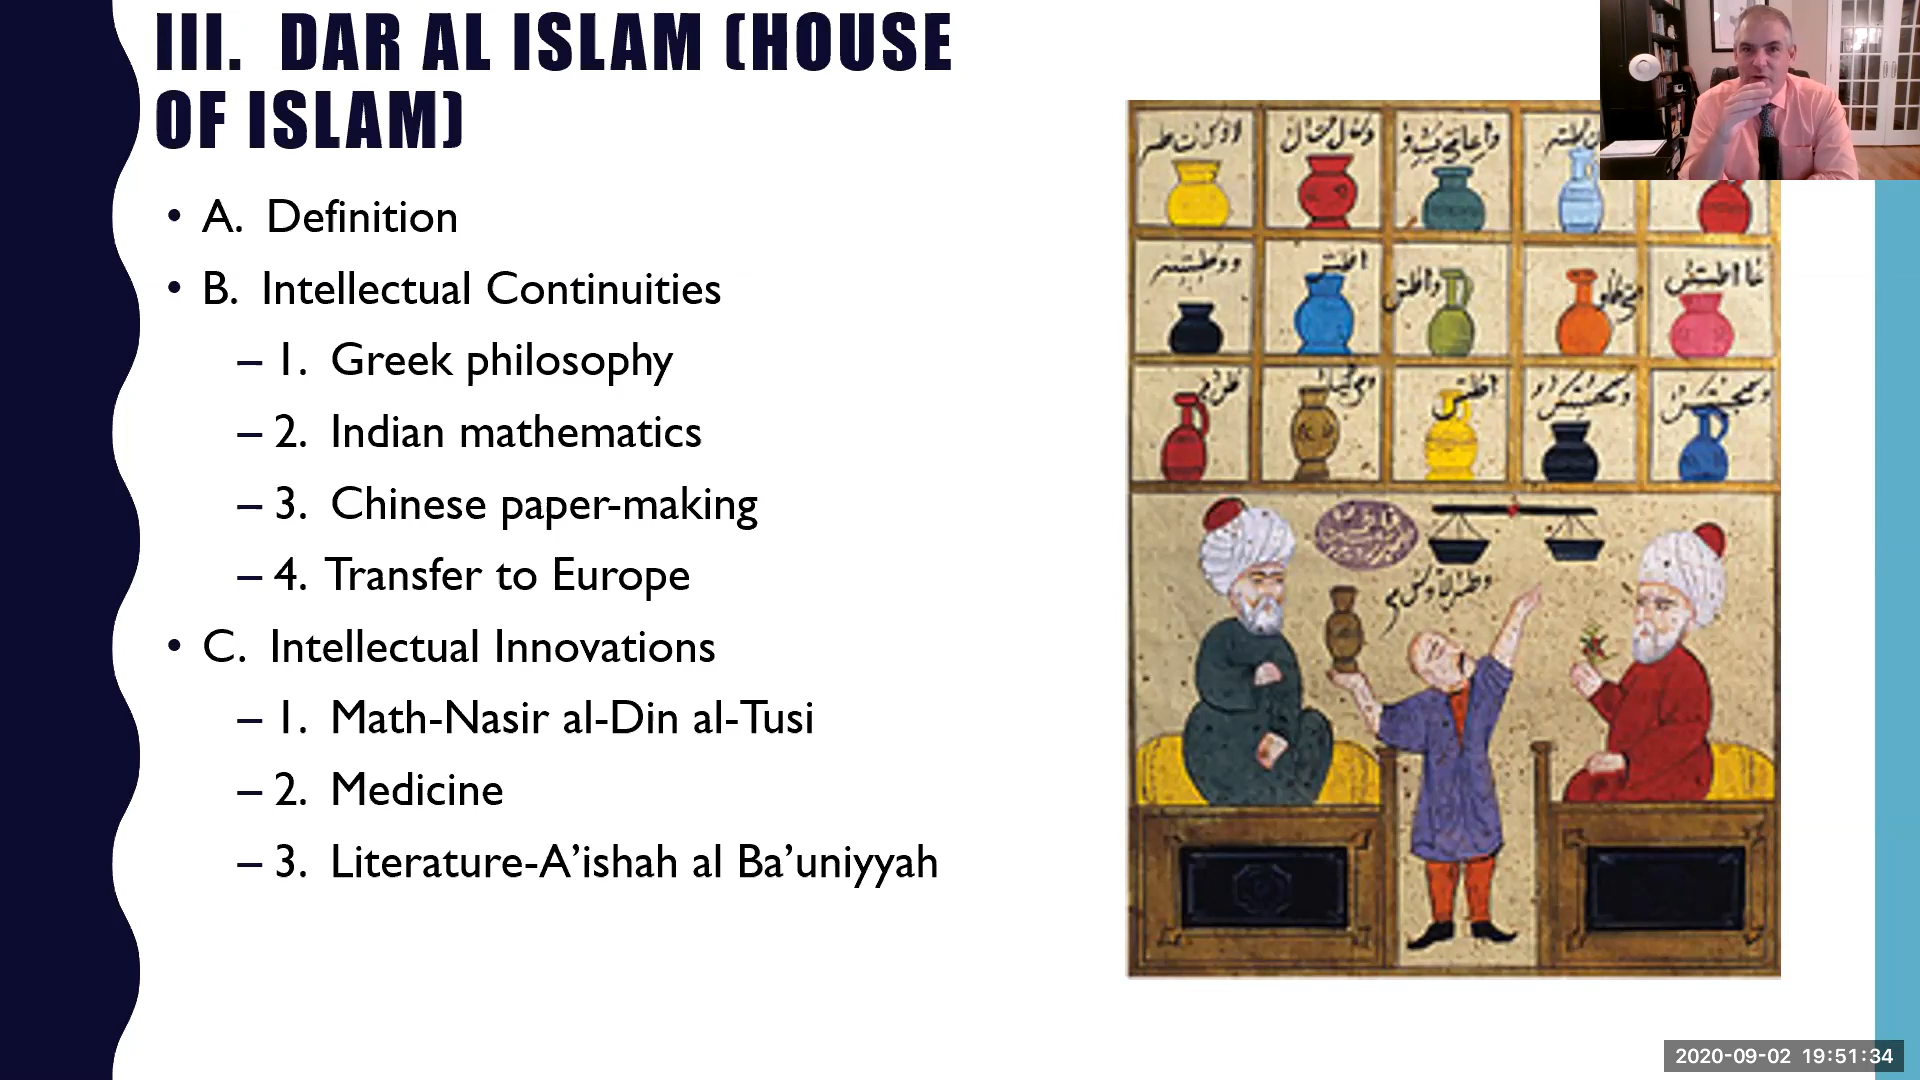 III. DAR AL ISLAM (HOUSE
OF ISLAM)
• A. Definition
• B. Intellectual Continuities
– 1. Greek philosophy
– 2. Indian mathematics
– 3. Chinese paper-making
– 4. Transfer to Europe
• C. Intellectual Innovations
– 1. Math-Nasir al-Din al-Tusi
– 2. Medicine
– 3. Literature-A’ishah al Ba’uniyyah
2020-09-02 19:51:34